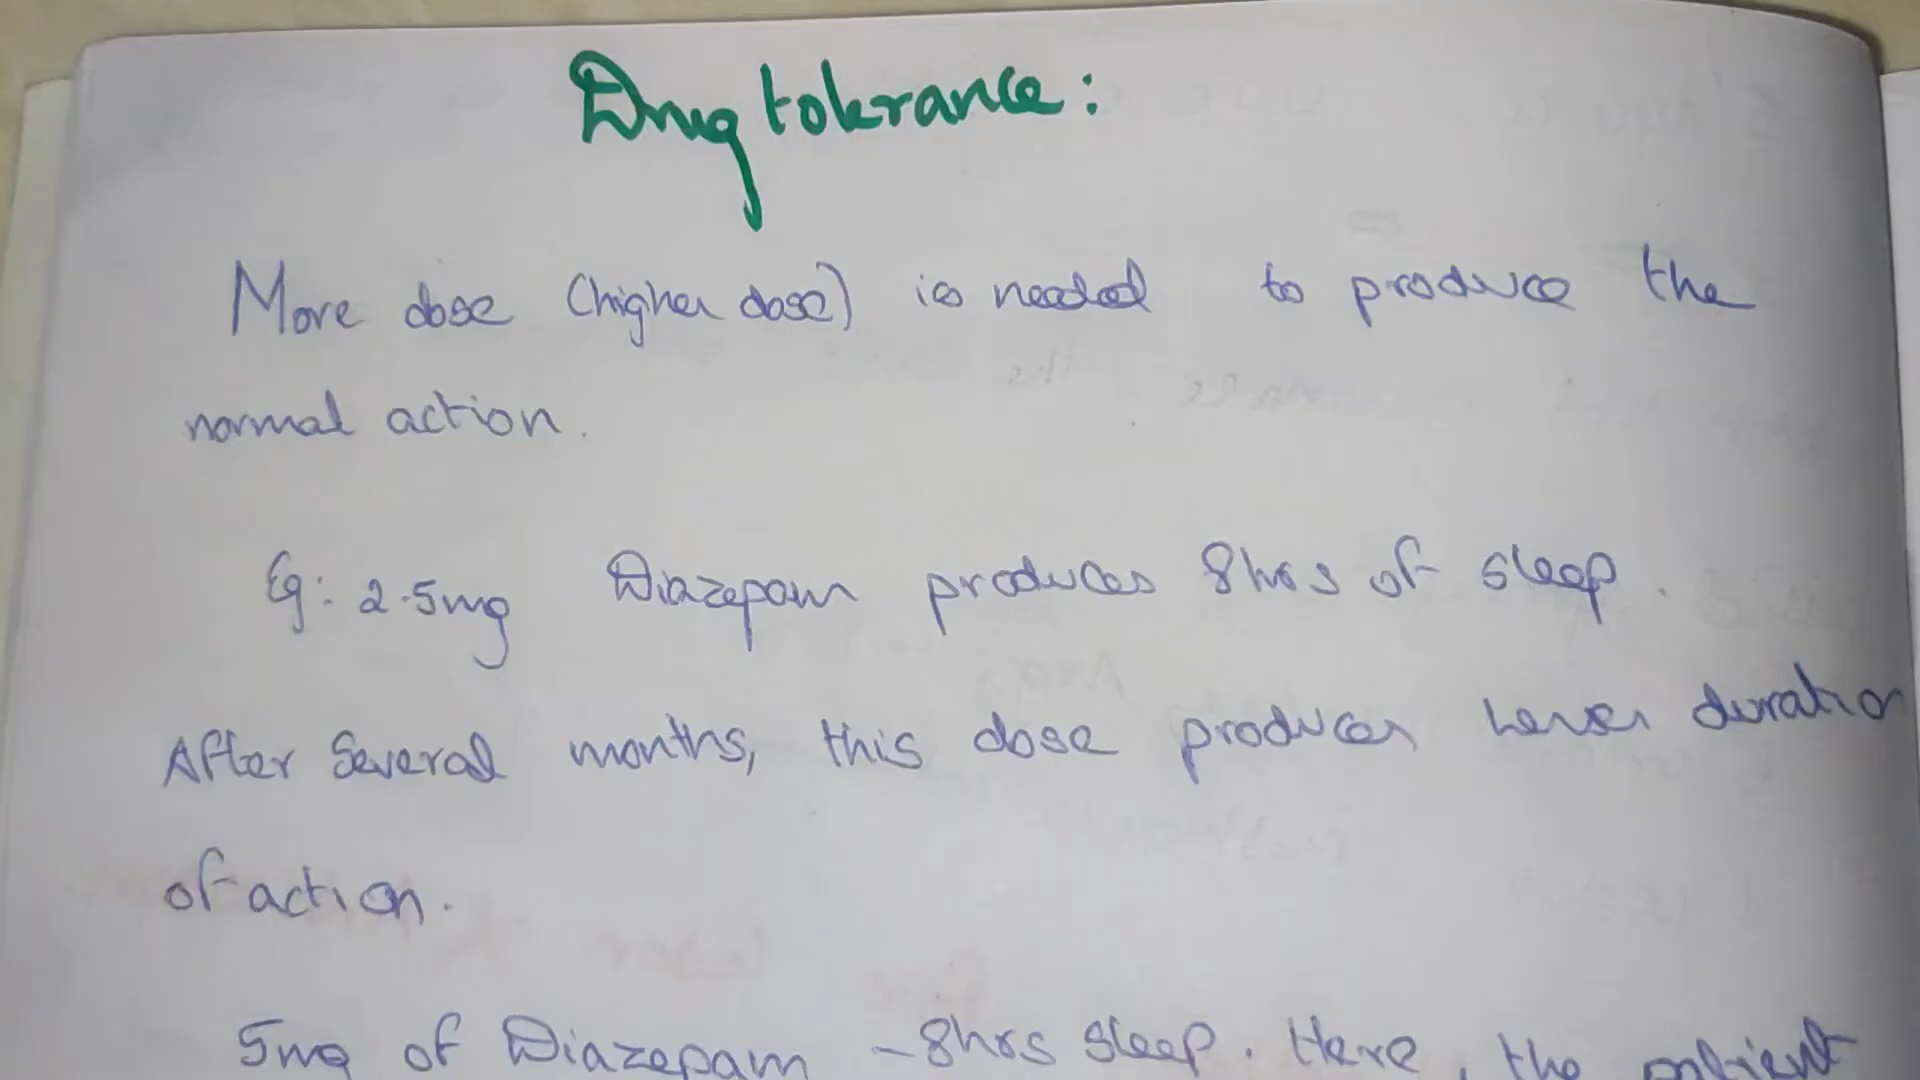 Drug tolerance:
More dose (higher dose) is needed to produce the
normal action.
Eg: 2.5mg Diazepam produces 8hrs of sleep.
After Several months, this dose produces lesser duration
of action.
5mg of Diazepam - 8hrs sleep. Here, the patient